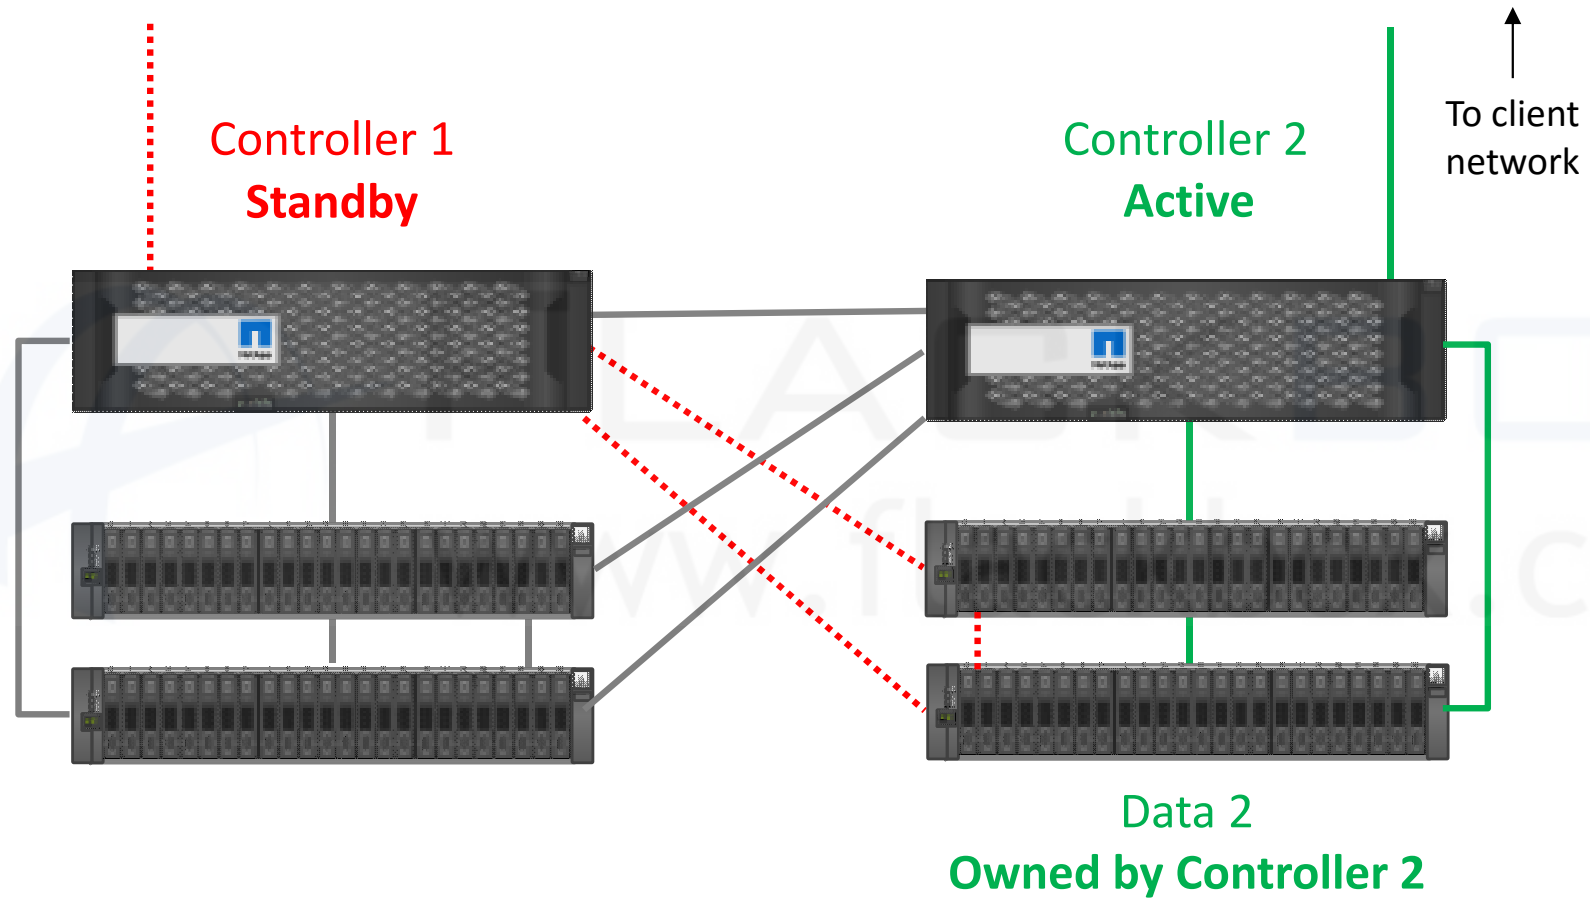 Controller 1
Standby
Controller 2
Active
To client
network
Data 2
Owned by Controller 2